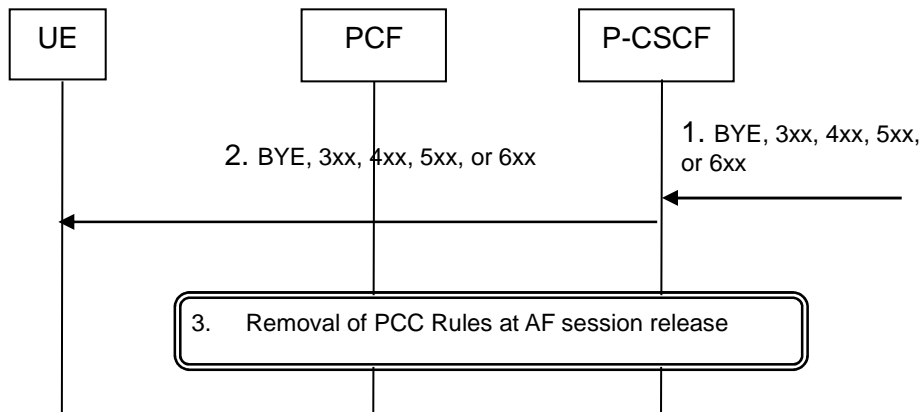 UE
PCF
P-CSCF
1. BYE, 3xx, 4xx, 5xx,
or 6xx
2. BYE, 3xx, 4xx, 5xx, or 6xx
3. Removal of PCC Rules at AF session release